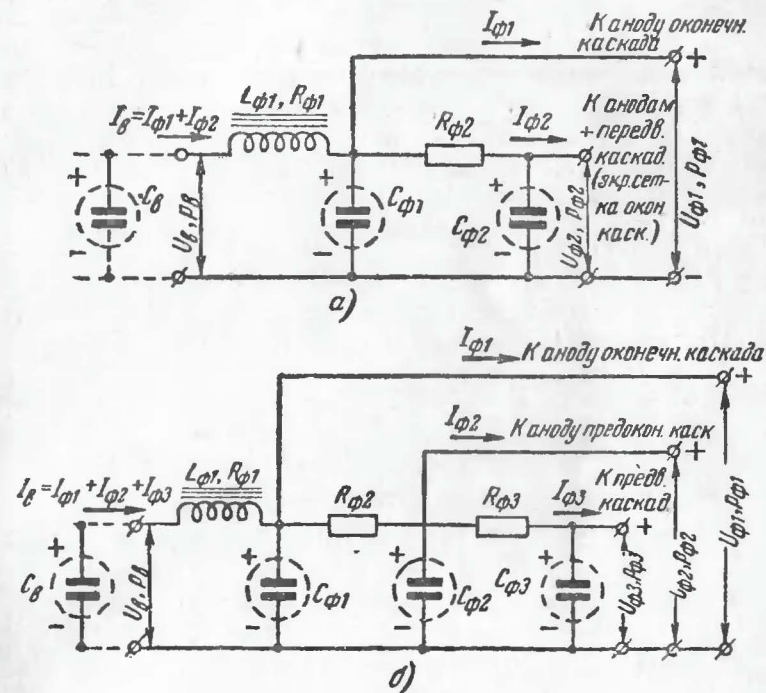 Iф1
К аноду оконечн.
каскада
+
Lф1, Rф1
Iв = Iф1 + Iф2
Rф2
Iф2
К анодам
+ передв.
каскад.
(экр. сет-
ка окон.
каск.)
+
Cв
-
Uв, Pв
+
Cф1
-
+
Cф2
-
Uф2, Pф2
Uф1, Pф1
-
а)
Iф1
К аноду оконечн. каскада
+
Iф2
К аноду предокон. каск
+
Lф1, Rф1
Iв = Iф1 + Iф2 + Iф3
Rф2
Rф3
Iф3
К предв.
каскад.
+
+
Cв
-
Uв, Pв
+
Cф1
-
+
Cф2
-
+
Cф3
-
Uф3, Pф3
Uф2, Pф2
Uф1, Pф1
б)